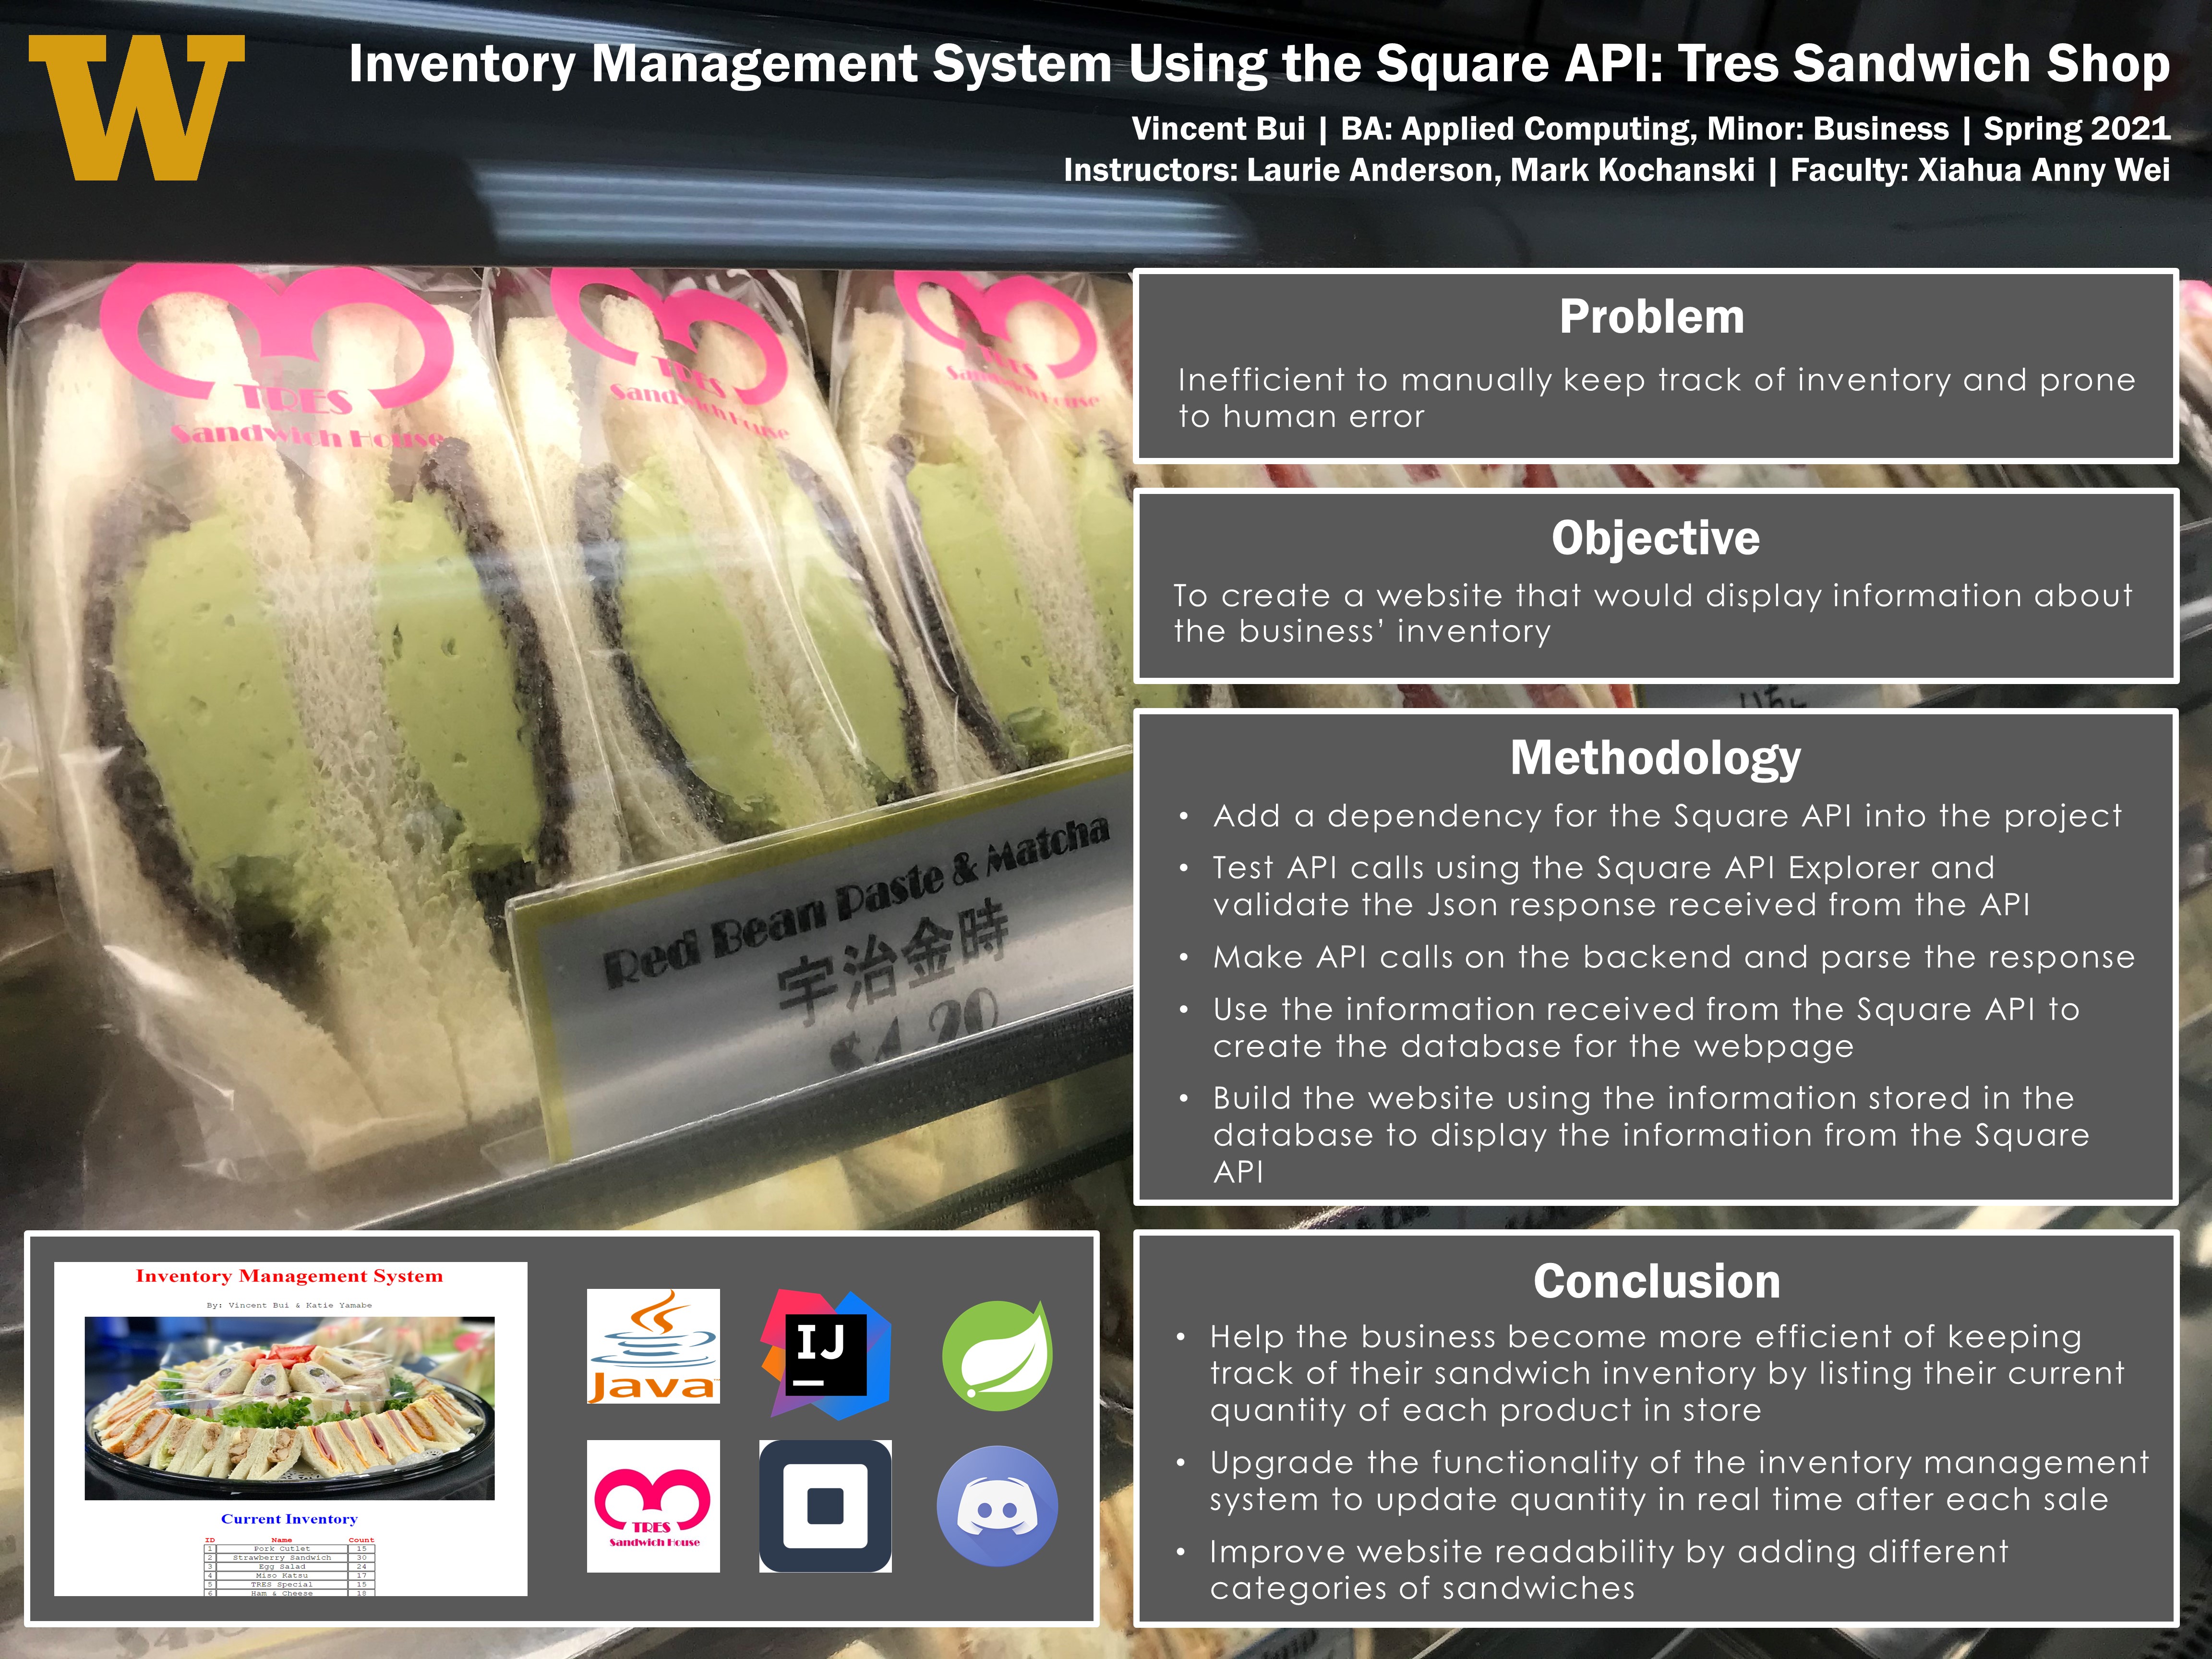 W
Inventory Management System Using the Square API: Tres Sandwich Shop
Vincent Bui | BA: Applied Computing, Minor: Business | Spring 2021
Instructors: Laurie Anderson, Mark Kochanski | Faculty: Xiahua Anny Wei
TRES
Sandwich House
TRES
Sandwich House
TRES
Sandwich House
Red Bean Paste & Matcha
宇治金時
$4.20
Problem
Inefficient to manually keep track of inventory and prone
to human error
Objective
To create a website that would display information about
the business’ inventory
Methodology
• Add a dependency for the Square API into the project
• Test API calls using the Square API Explorer and
validate the Json response received from the API
• Make API calls on the backend and parse the response
• Use the information received from the Square API to
create the database for the webpage
• Build the website using the information stored in the
database to display the information from the Square
API
Inventory Management System
By: Vincent Bui & Katie Yamabe
Current Inventory
ID Name Count
1 Pork Cutlet 15
2 Strawberry Sandwich 30
3 Egg Salad 24
4 Miso Katsu 17
5 TRES Special 15
6 Ham & Cheese 18
Java
IJ
TRES
Sandwich House
Conclusion
• Help the business become more efficient of keeping
track of their sandwich inventory by listing their current
quantity of each product in store
• Upgrade the functionality of the inventory management
system to update quantity in real time after each sale
• Improve website readability by adding different
categories of sandwiches